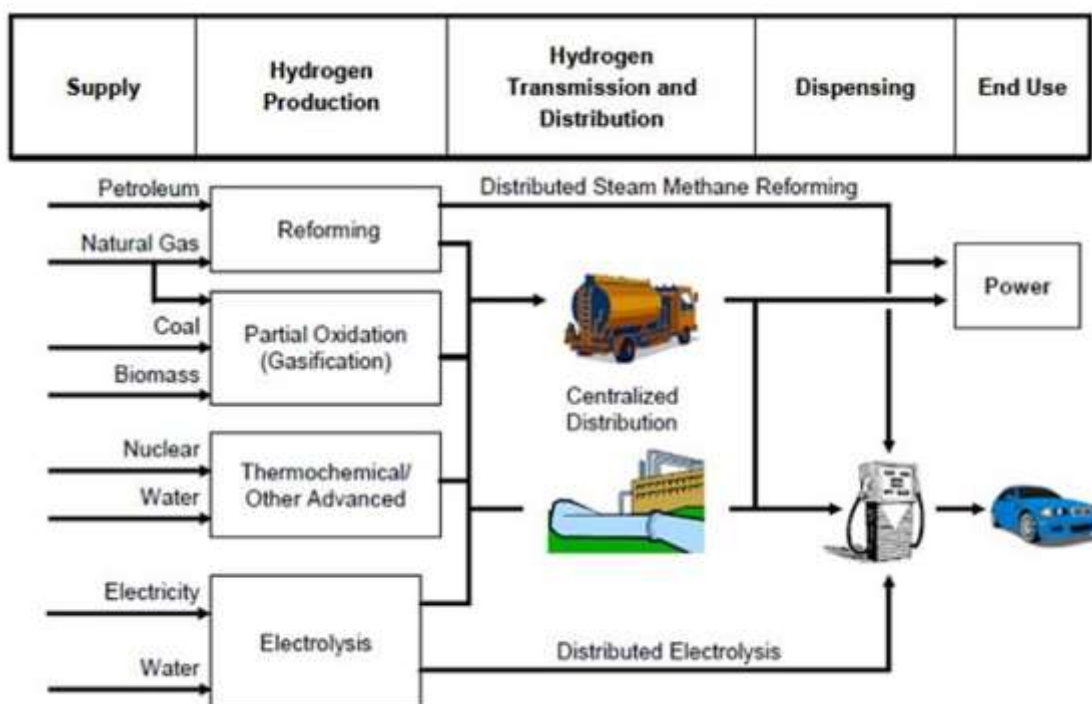 Supply
Hydrogen
Production
Hydrogen
Transmission and
Distribution
Dispensing
End Use
Petroleum
Distributed Steam Methane Reforming
Reforming
Natural Gas
Power
Coal
Partial Oxidation
(Gasification)
Biomass
Centralized
Distribution
Nuclear
Thermochemical/
Other Advanced
Water
Electricity
Electrolysis
Distributed Electrolysis
Water